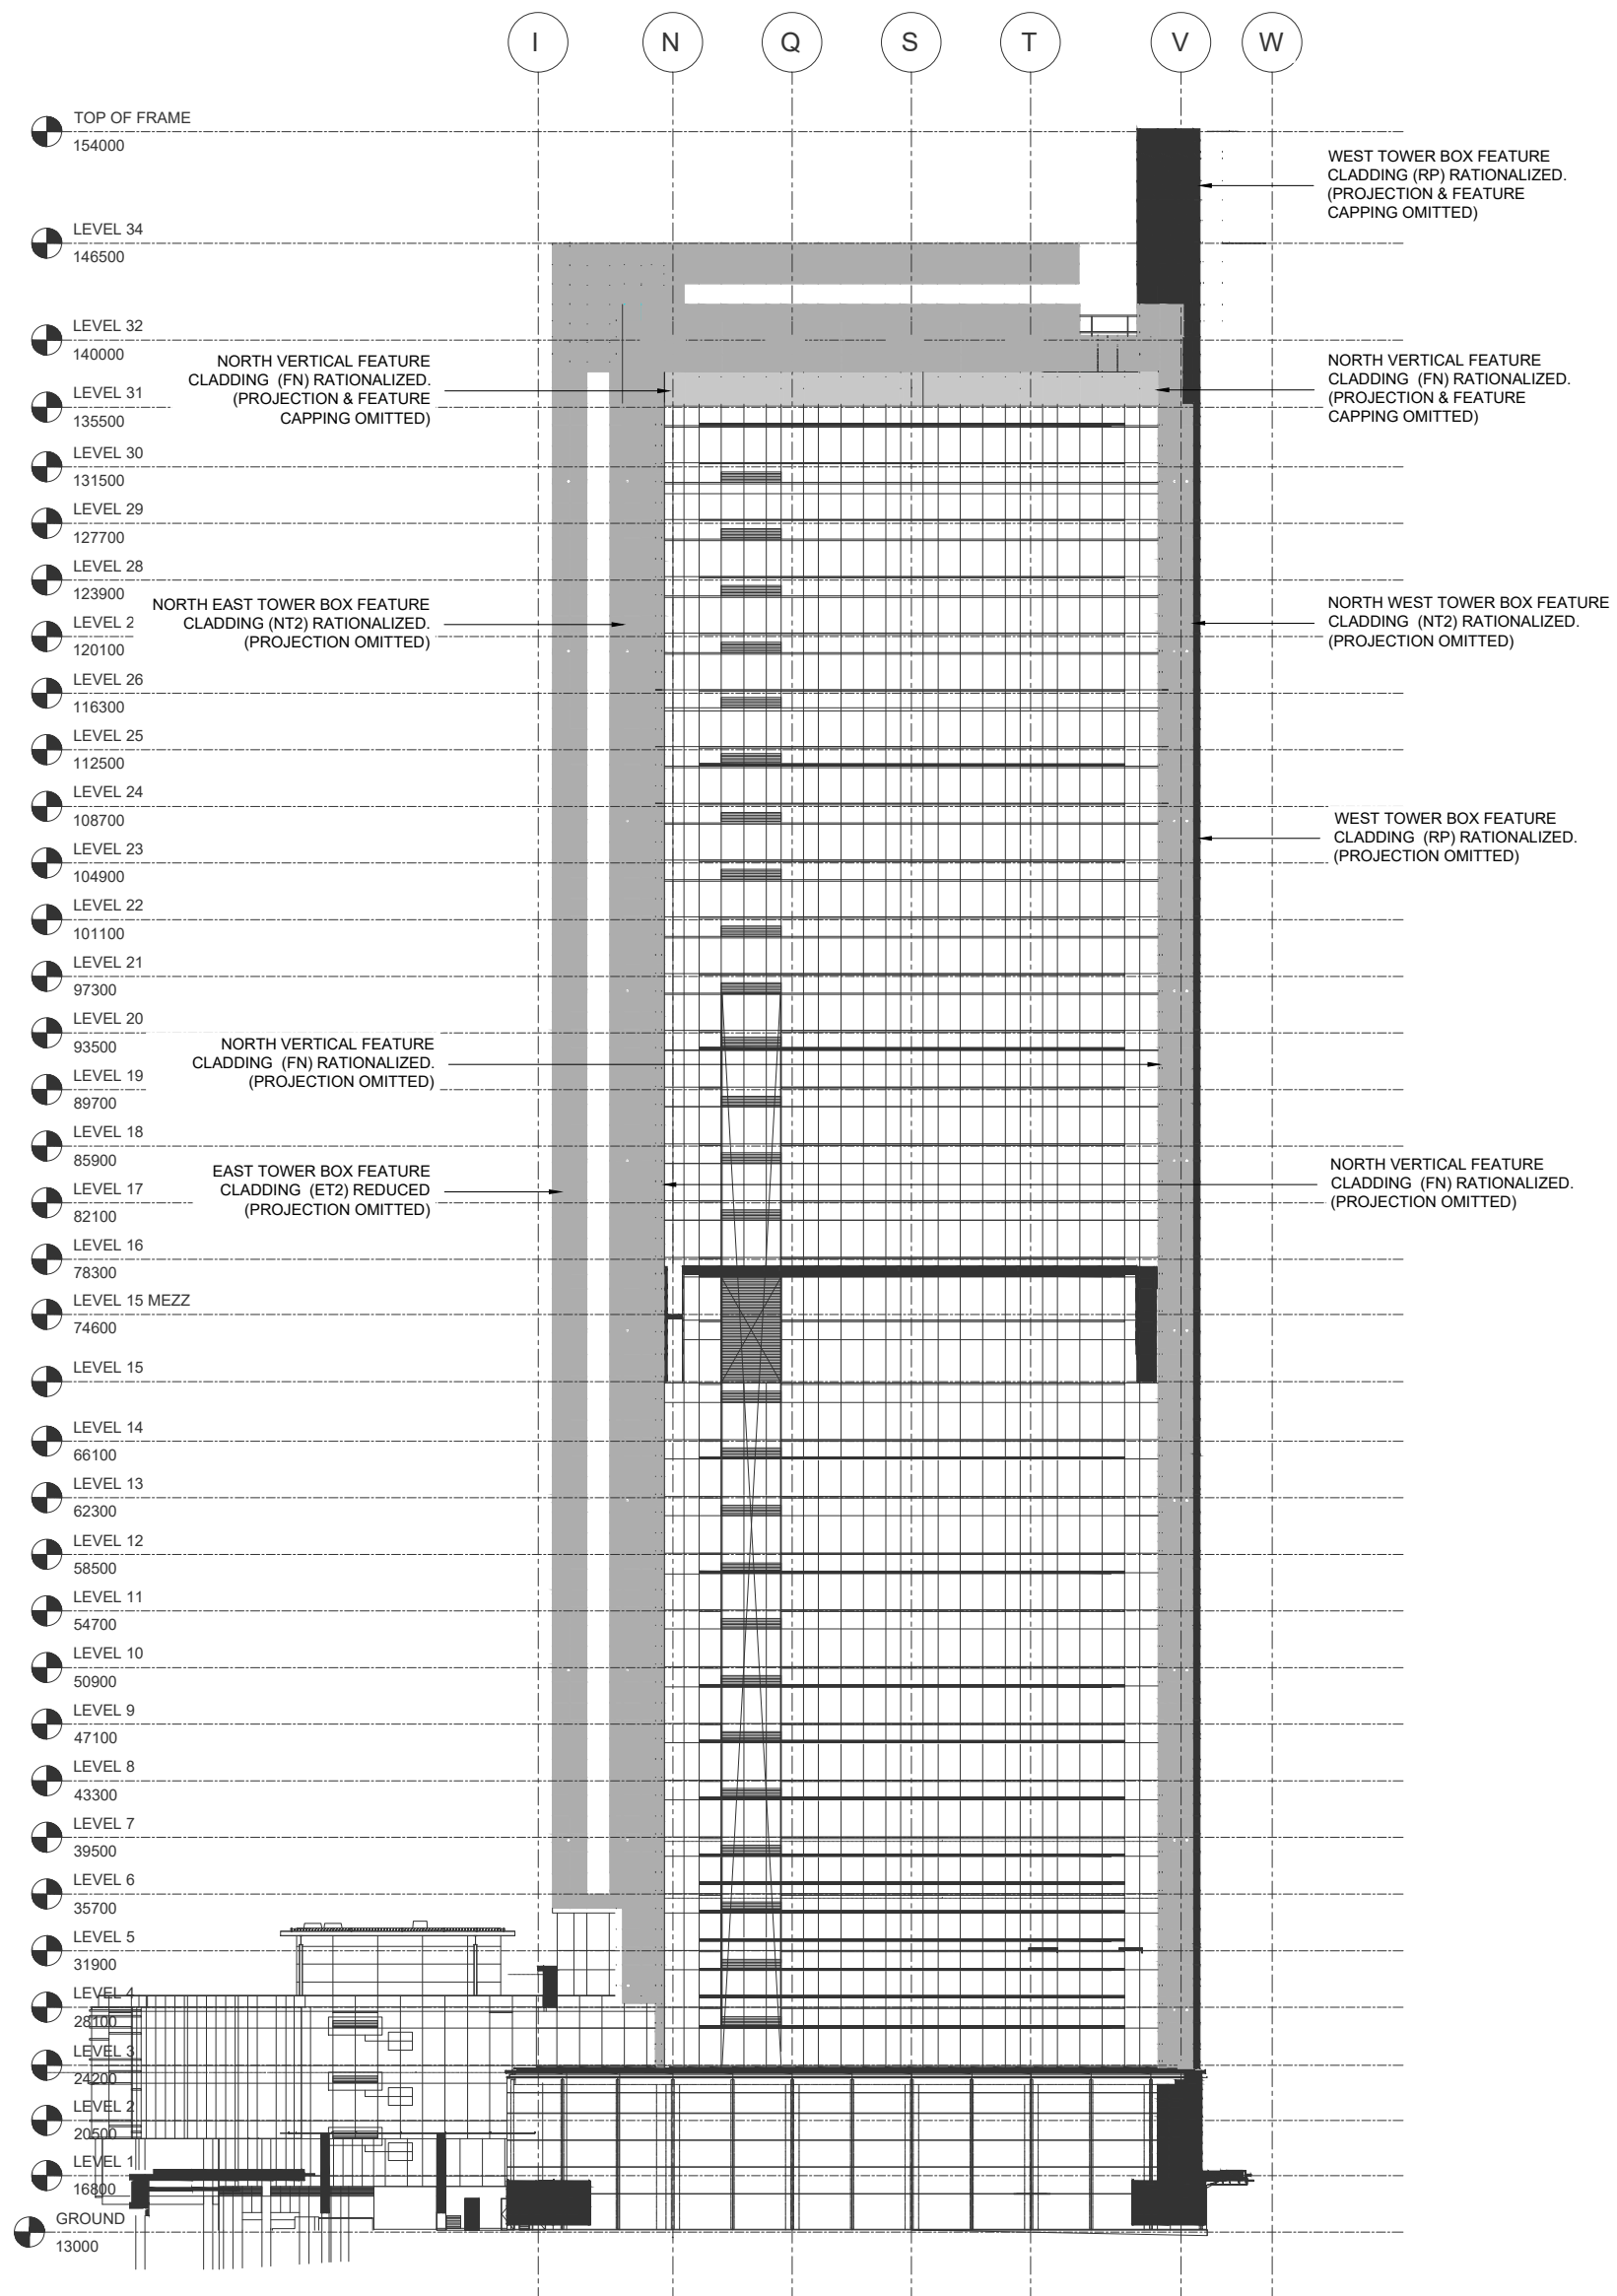 I N Q S T V W
TOP OF FRAME
154000
WEST TOWER BOX FEATURE
CLADDING (RP) RATIONALIZED.
(PROJECTION & FEATURE
CAPPING OMITTED)
LEVEL 34
146500
LEVEL 32
140000
NORTH VERTICAL FEATURE
CLADDING (FN) RATIONALIZED.
(PROJECTION & FEATURE
CAPPING OMITTED)
NORTH VERTICAL FEATURE
CLADDING (FN) RATIONALIZED.
(PROJECTION & FEATURE
CAPPING OMITTED)
LEVEL 31
135500
LEVEL 30
131500
LEVEL 29
127700
LEVEL 28
123900
NORTH EAST TOWER BOX FEATURE
CLADDING (NT2) RATIONALIZED.
(PROJECTION OMITTED)
NORTH WEST TOWER BOX FEATURE
CLADDING (NT2) RATIONALIZED.
(PROJECTION OMITTED)
LEVEL 2
120100
LEVEL 26
116300
LEVEL 25
112500
LEVEL 24
108700
WEST TOWER BOX FEATURE
CLADDING (RP) RATIONALIZED.
(PROJECTION OMITTED)
LEVEL 23
104900
LEVEL 22
101100
LEVEL 21
97300
LEVEL 20
93500
NORTH VERTICAL FEATURE
CLADDING (FN) RATIONALIZED.
(PROJECTION OMITTED)
LEVEL 19
89700
LEVEL 18
85900
EAST TOWER BOX FEATURE
CLADDING (ET2) REDUCED
(PROJECTION OMITTED)
NORTH VERTICAL FEATURE
CLADDING (FN) RATIONALIZED.
(PROJECTION OMITTED)
LEVEL 17
82100
LEVEL 16
78300
LEVEL 15 MEZZ
74600
LEVEL 15
LEVEL 14
66100
LEVEL 13
62300
LEVEL 12
58500
LEVEL 11
54700
LEVEL 10
50900
LEVEL 9
47100
LEVEL 8
43300
LEVEL 7
39500
LEVEL 6
35700
LEVEL 5
31900
LEVEL 4
28100
LEVEL 3
24200
LEVEL 2
20500
LEVEL 1
16800
GROUND
13000